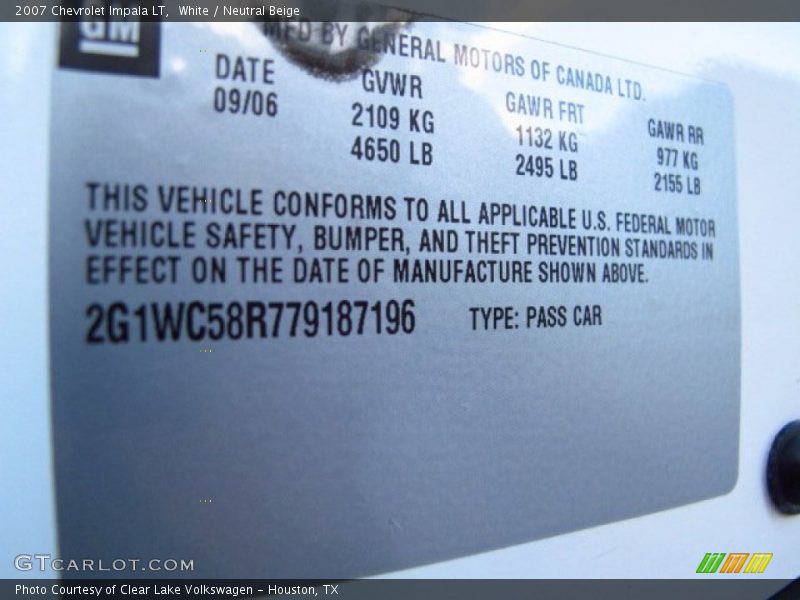 2007 Chevrolet Impala LT, White / Neutral Beige
GM
MFD BY GENERAL MOTORS OF CANADA LTD.
DATE GVWR GAWR FRT GAWR RR
09/06 2109 KG 1132 KG 977 KG
4650 LB 2495 LB 2155 LB
THIS VEHICLE CONFORMS TO ALL APPLICABLE U.S. FEDERAL MOTOR
VEHICLE SAFETY, BUMPER, AND THEFT PREVENTION STANDARDS IN
EFFECT ON THE DATE OF MANUFACTURE SHOWN ABOVE.
2G1WC58R779187196 TYPE: PASS CAR
GTCARLOT.COM
Photo Courtesy of Clear Lake Volkswagen – Houston, TX